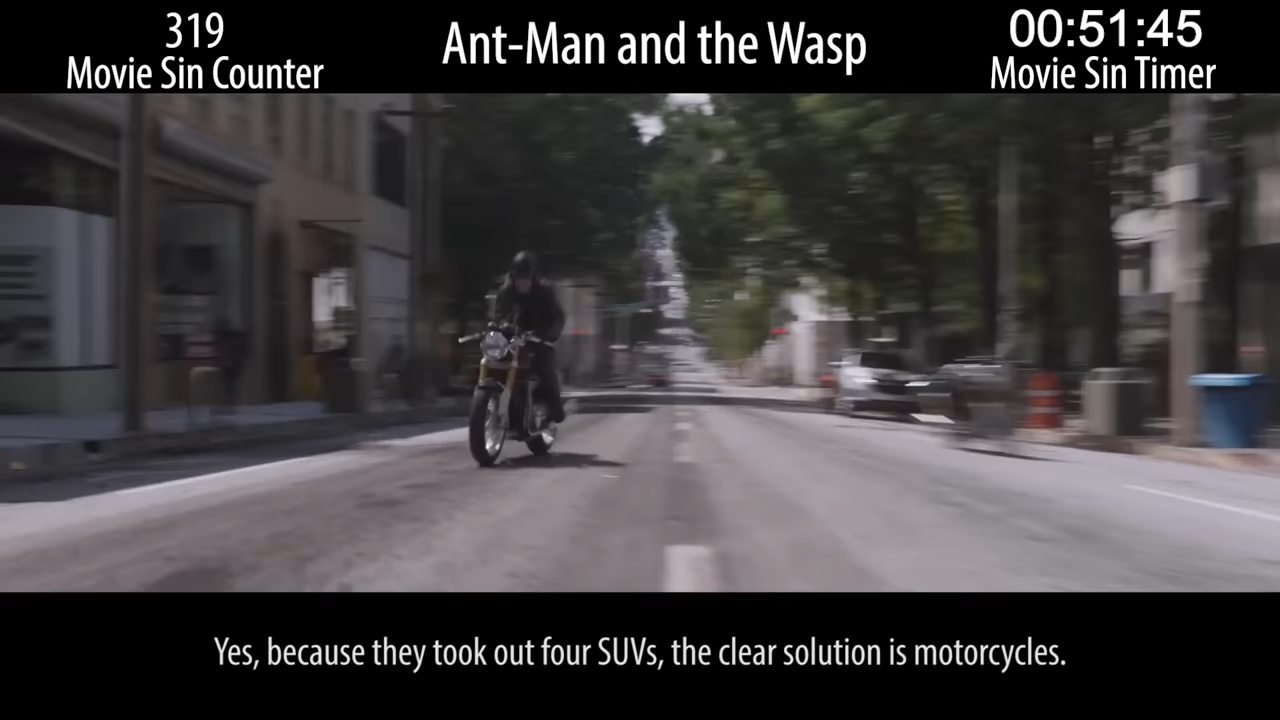 319
Movie Sin Counter
Ant-Man and the Wasp
00:51:45
Movie Sin Timer
Yes, because they took out four SUVs, the clear solution is motorcycles.